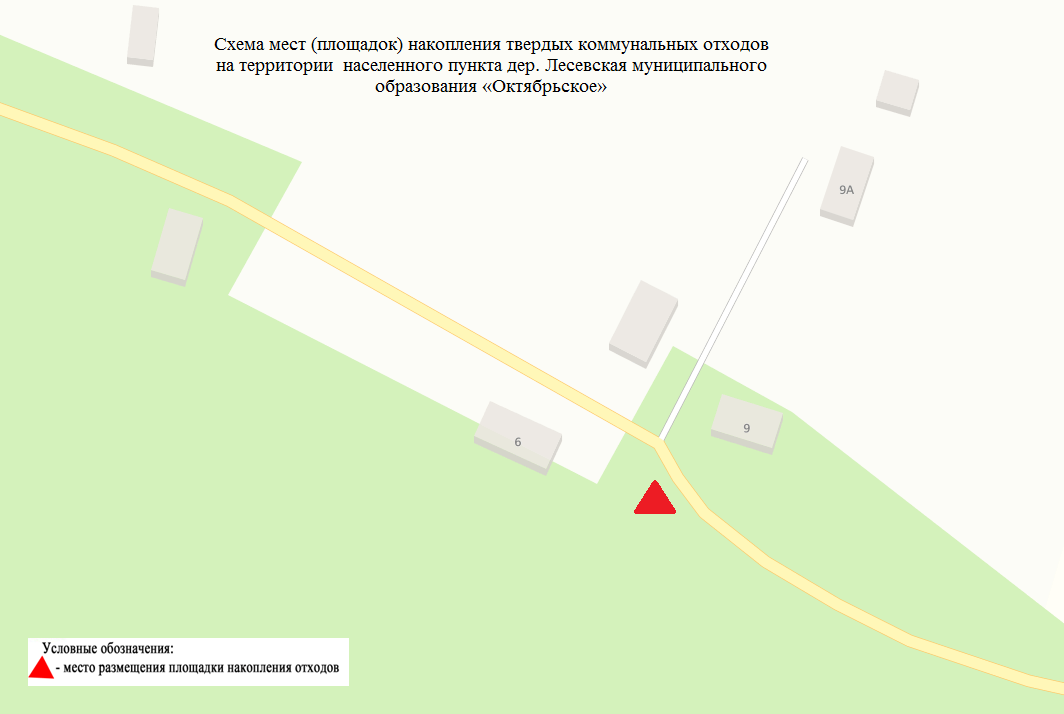 Схема мест (площадок) накопления твердых коммунальных отходов
на территории населенного пункта дер. Лесевская муниципального
образования «Октябрьское»
9А
9
6
Условные обозначения:
- место размещения площадки накопления отходов